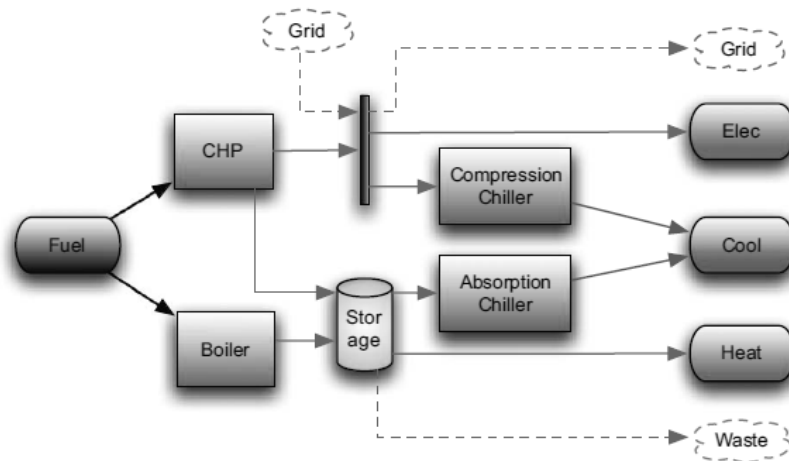 Grid
Grid
CHP
Elec
Compression
Chiller
Fuel
Cool
Absorption
Chiller
Stor
age
Boiler
Heat
Waste